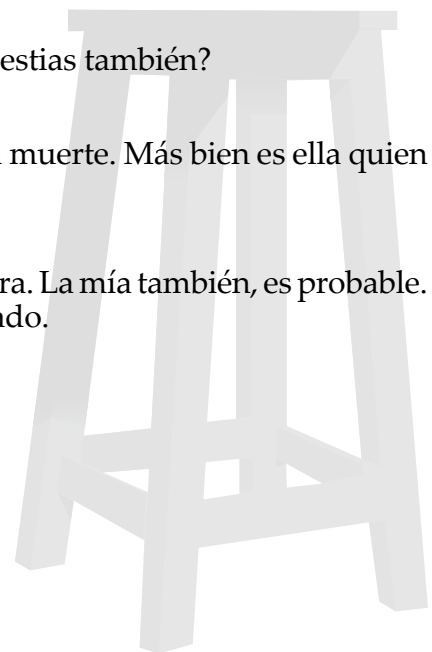 estias también?
muerte. Más bien es ella quien
ra. La mía también, es probable.
ndo.